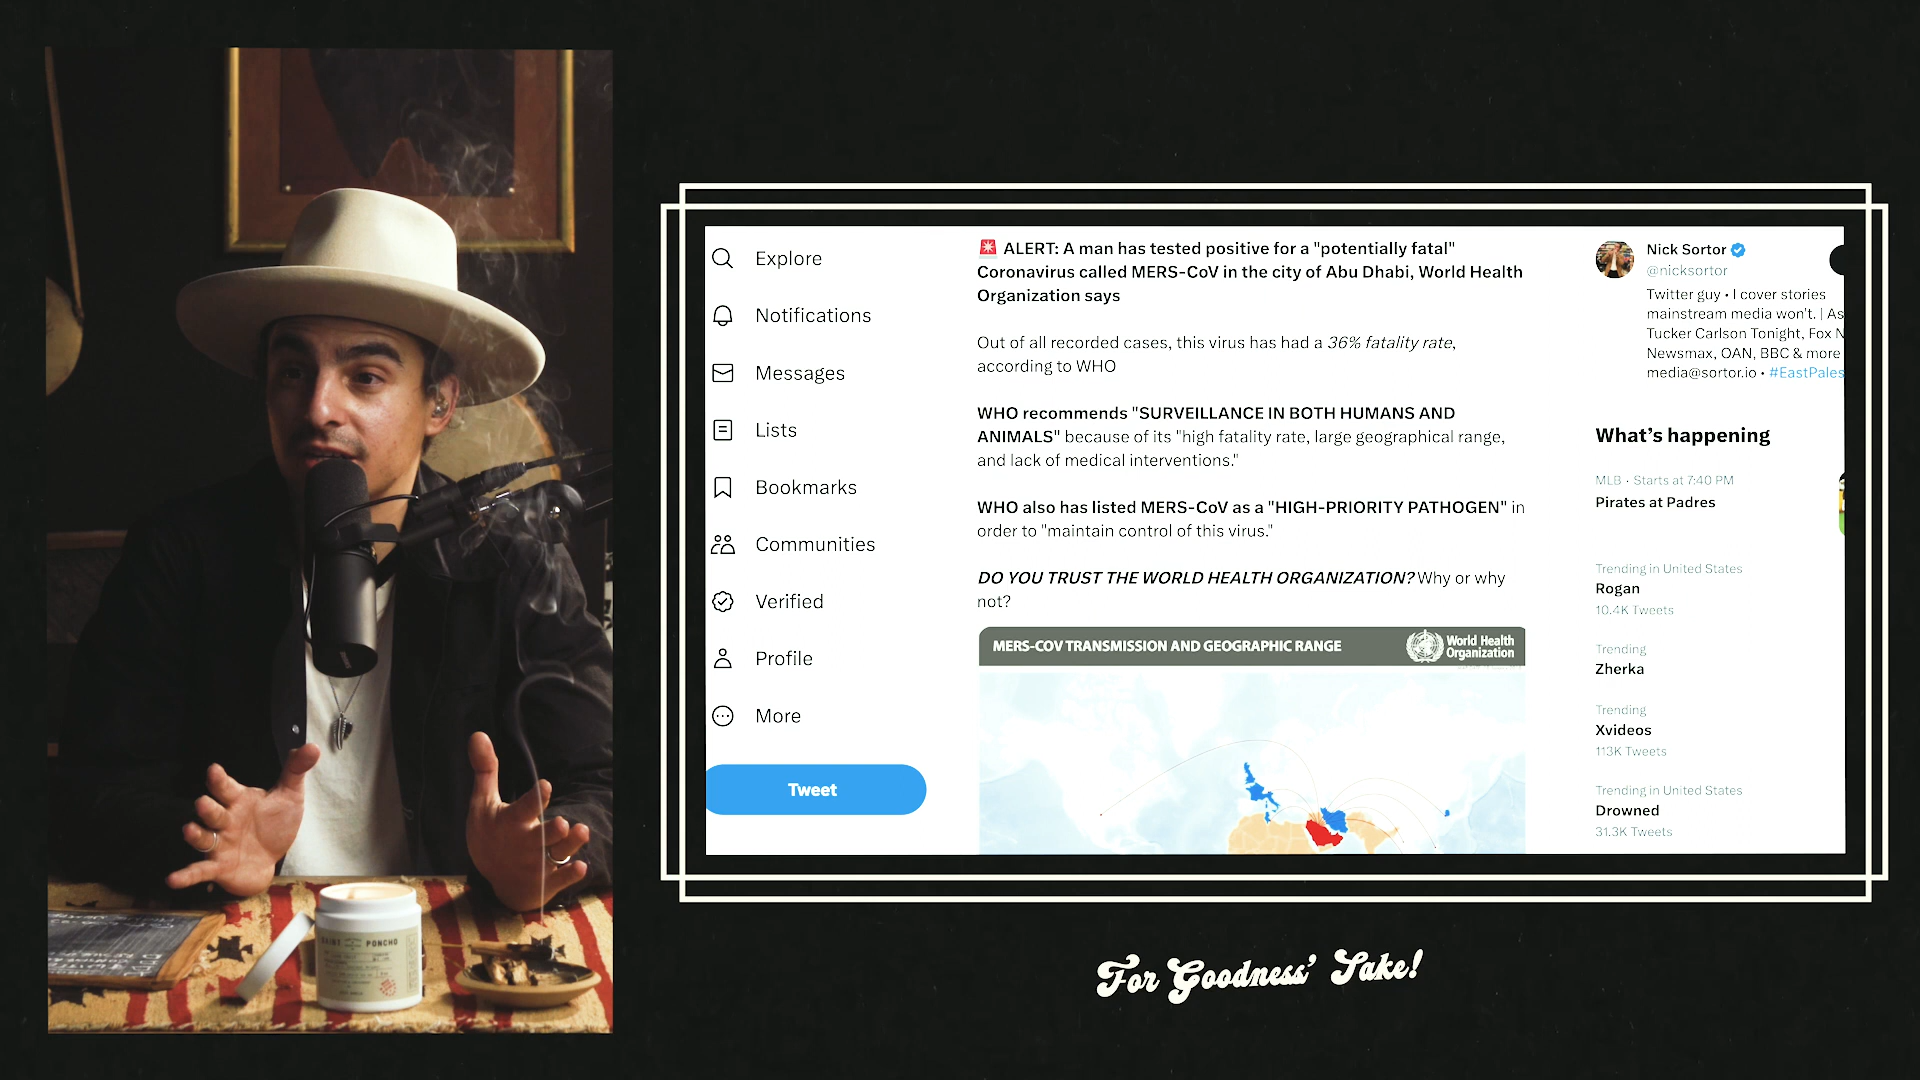 Explore
Notifications
Messages
Lists
Bookmarks
Communities
Verified
Profile
More
Tweet
🚨 ALERT: A man has tested positive for a "potentially fatal"
Coronavirus called MERS-CoV in the city of Abu Dhabi, World Health
Organization says
Out of all recorded cases, this virus has had a 36% fatality rate,
according to WHO
WHO recommends "SURVEILLANCE IN BOTH HUMANS AND
ANIMALS" because of its "high fatality rate, large geographical range,
and lack of medical interventions."
WHO also has listed MERS-CoV as a "HIGH-PRIORITY PATHOGEN" in
order to "maintain control of this virus."
DO YOU TRUST THE WORLD HEALTH ORGANIZATION? Why or why
not?
MERS-COV TRANSMISSION AND GEOGRAPHIC RANGE
World Health
Organization
Nick Sortor
@nicksortor
Twitter guy • I cover stories
mainstream media won't. | As
Tucker Carlson Tonight, Fox N
Newsmax, OAN, BBC & more
media@sortor.io • #EastPales
What's happening
MLB · Starts at 7:40 PM
Pirates at Padres
Trending in United States
Rogan
10.4K Tweets
Trending
Zherka
Trending
Xvideos
113K Tweets
Trending in United States
Drowned
31.3K Tweets
PONCHO
For Goodness' Sake!